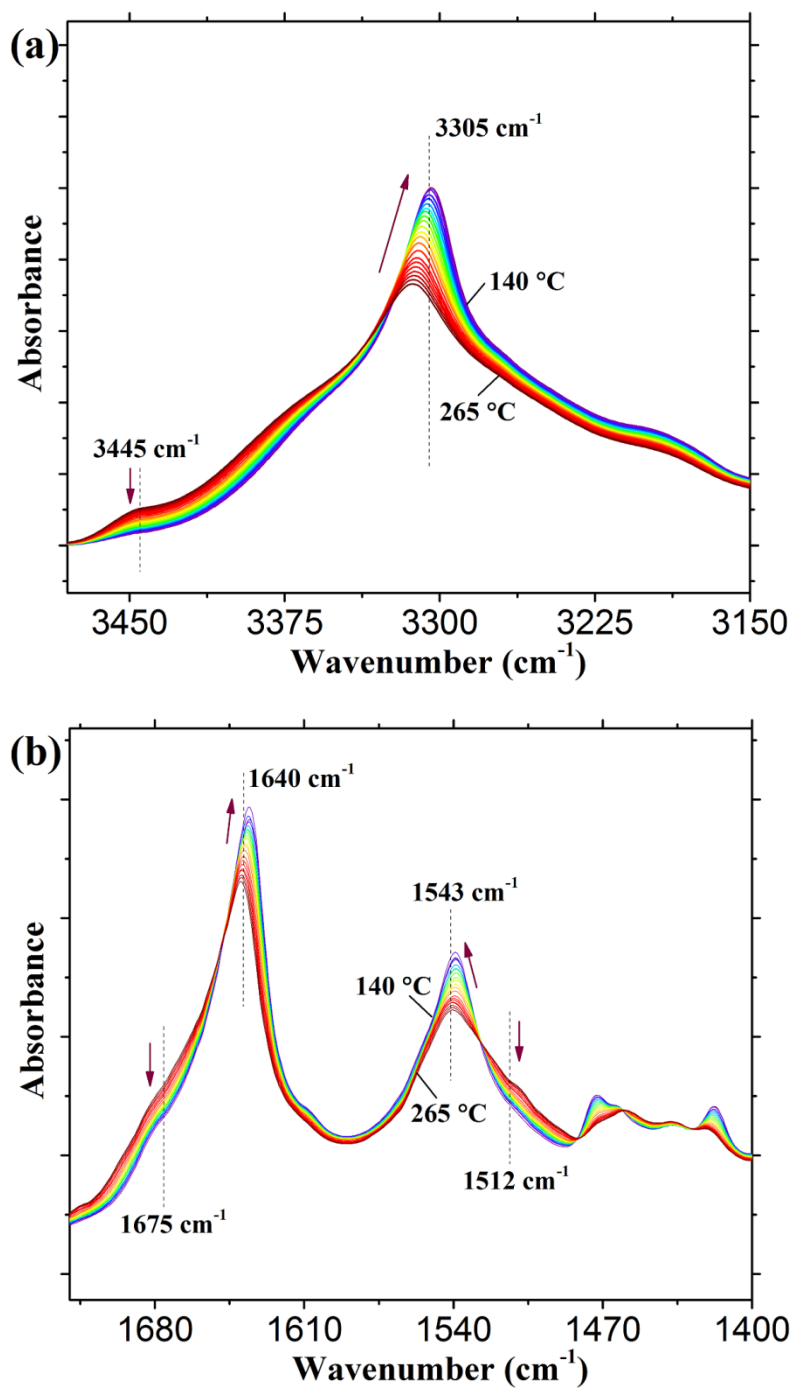 (a)
3305 cm-1
140 °C
265 °C
3445 cm-1
Absorbance
3450 3375 3300 3225 3150
Wavenumber (cm-1)
(b)
1640 cm-1
1543 cm-1
140 °C
265 °C
1675 cm-1
1512 cm-1
Absorbance
1680 1610 1540 1470 1400
Wavenumber (cm-1)